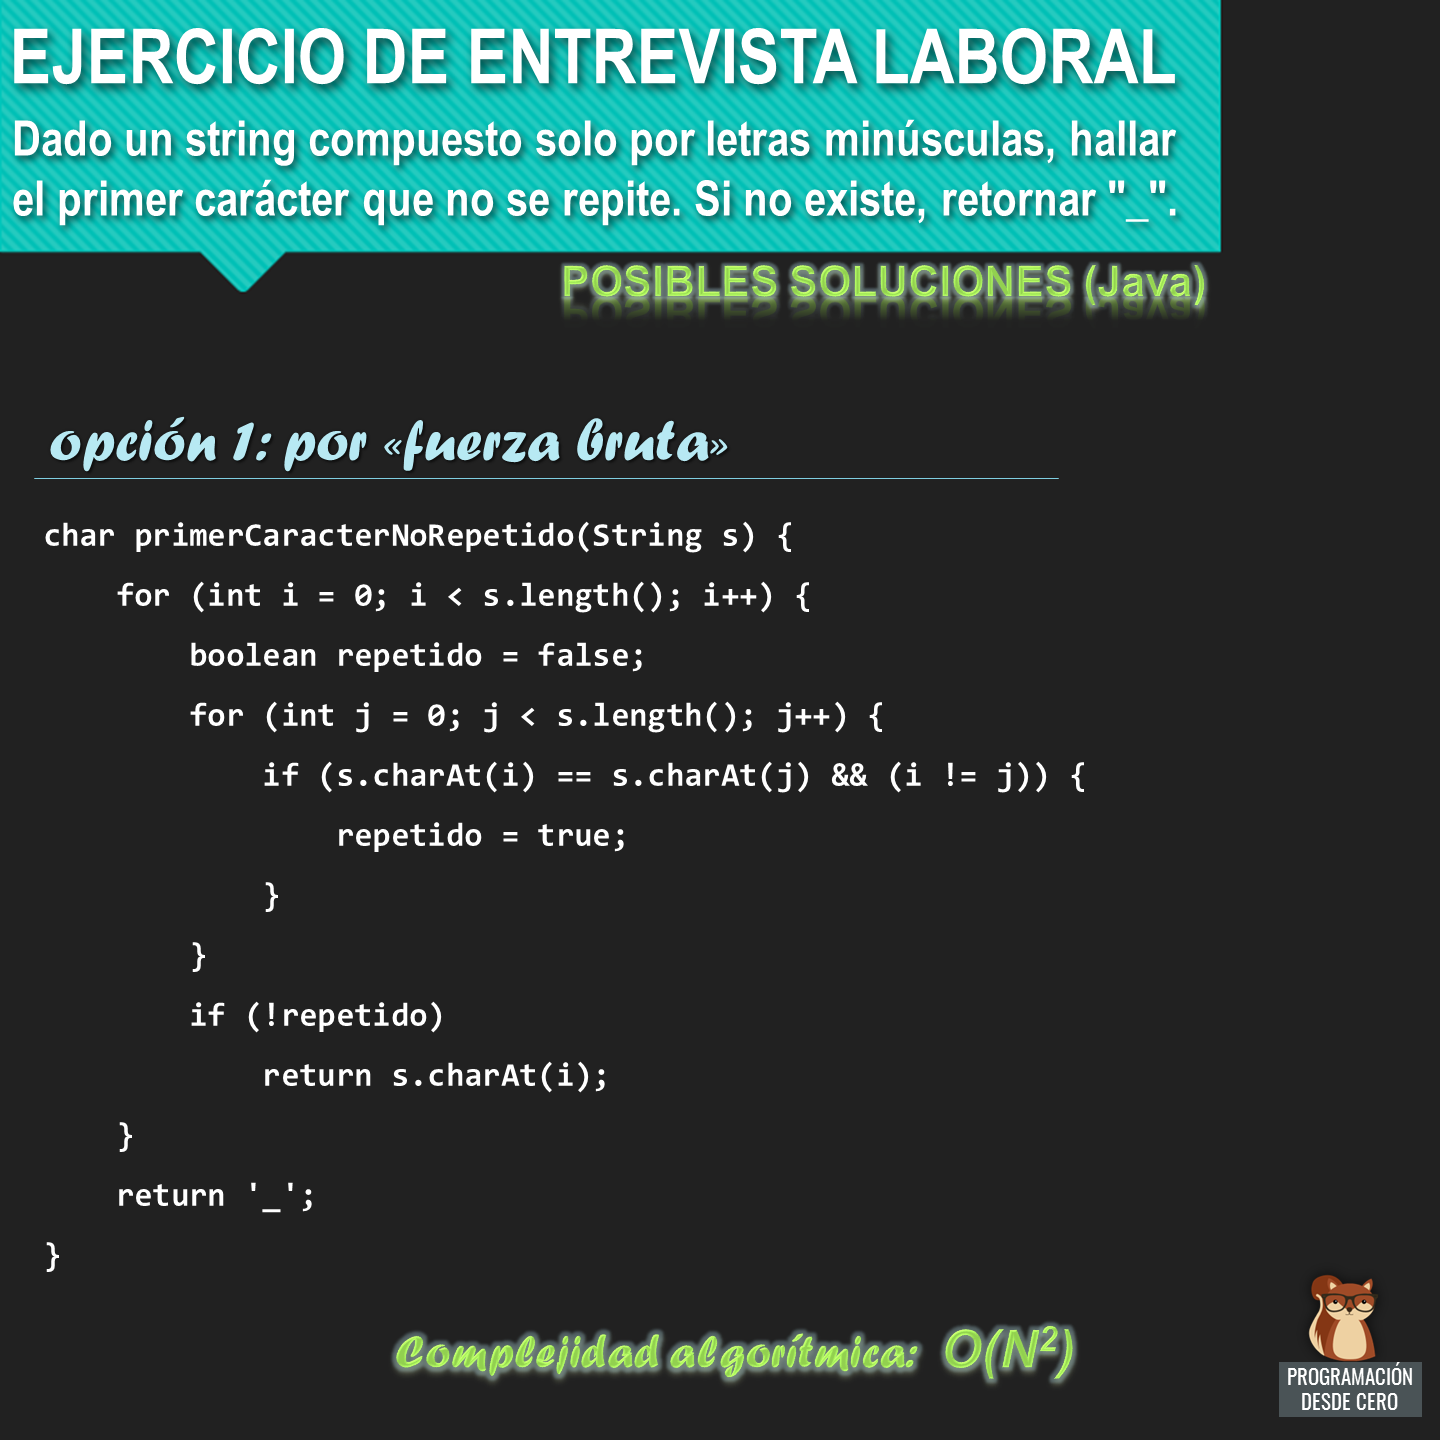 EJERCICIO DE ENTREVISTA LABORAL
Dado un string compuesto solo por letras minúsculas, hallar
el primer carácter que no se repite. Si no existe, retornar "_".
POSIBLES SOLUCIONES (Java)
opción 1: por «fuerza bruta»
char primerCaracterNoRepetido(String s) {
    for (int i = 0; i < s.length(); i++) {
        boolean repetido = false;
        for (int j = 0; j < s.length(); j++) {
            if (s.charAt(i) == s.charAt(j) && (i != j)) {
                repetido = true;
            }
        }
        if (!repetido)
            return s.charAt(i);
    }
    return '_';
}
Complejidad algorítmica: O(N²)
PROGRAMACIÓN
DESDE CERO